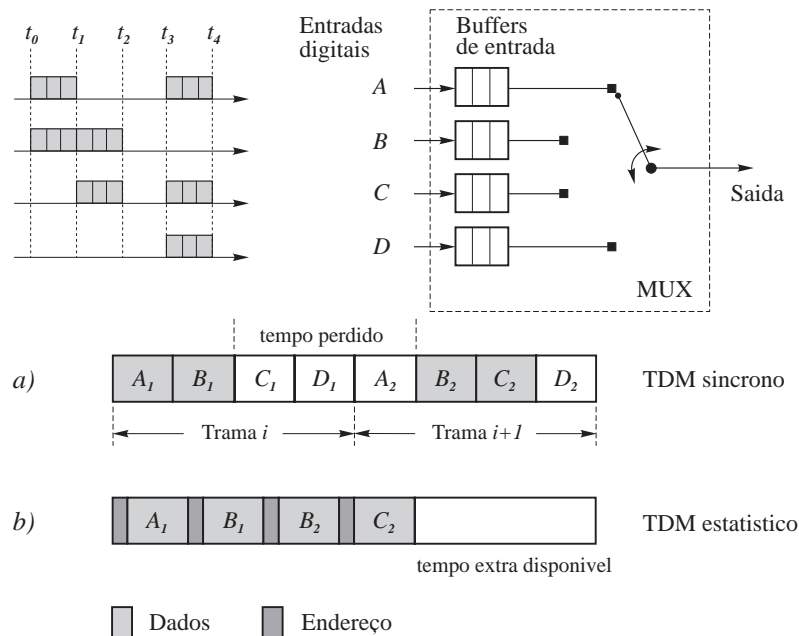 t0 t1 t2 t3 t4
Entradas digitais
Buffers de entrada
A
B
C
D
Saida
MUX
tempo perdido
a) A1 B1 C1 D1 A2 B2 C2 D2 TDM sincrono
Trama i Trama i+1
b) A1 B1 B2 C2 TDM estatistico
tempo extra disponivel
Dados Endereço